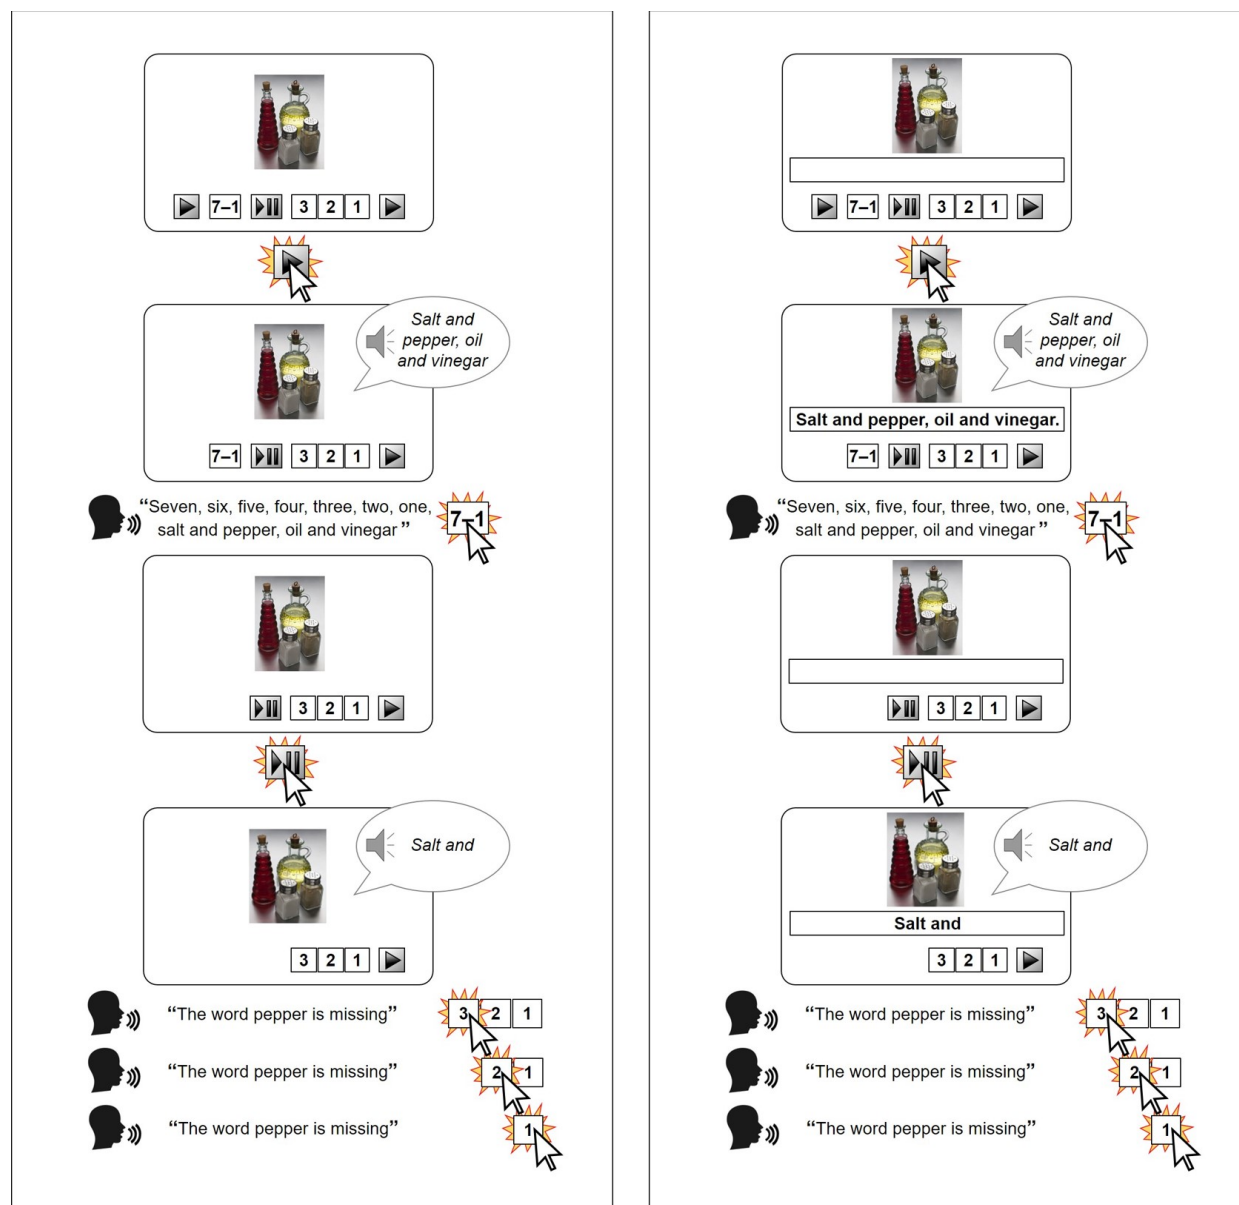 7–1 3 2 1
Salt and
pepper, oil
and vinegar
7–1 3 2 1
“Seven, six, five, four, three, two, one,
salt and pepper, oil and vinegar”
7–1
3 2 1
Salt and
3 2 1
“The word pepper is missing”
3 2 1
“The word pepper is missing”
2 1
“The word pepper is missing”
1
7–1 3 2 1
Salt and
pepper, oil
and vinegar
Salt and pepper, oil and vinegar.
7–1 3 2 1
“Seven, six, five, four, three, two, one,
salt and pepper, oil and vinegar”
7–1
3 2 1
Salt and
Salt and
3 2 1
“The word pepper is missing”
3 2 1
“The word pepper is missing”
2 1
“The word pepper is missing”
1